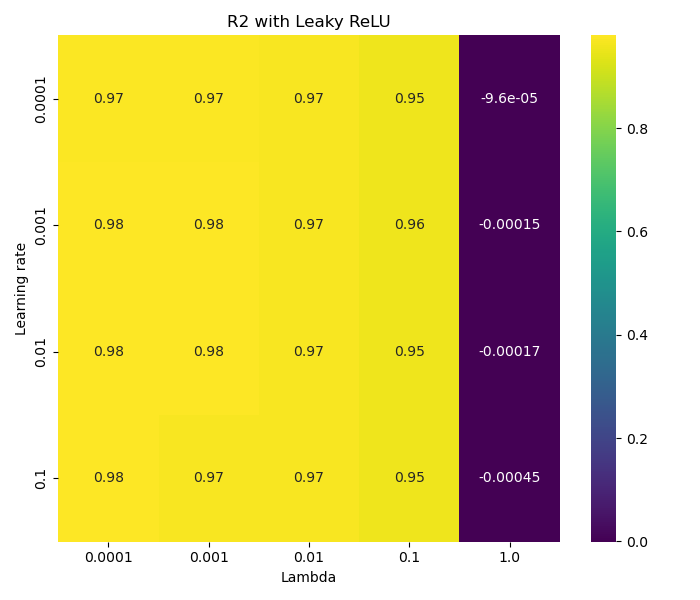 R2 with Leaky ReLU
Learning rate
0.0001 0.97 0.97 0.97 0.95 -9.6e-05
0.001 0.98 0.98 0.97 0.96 -0.00015
0.01 0.98 0.98 0.97 0.95 -0.00017
0.1 0.98 0.97 0.97 0.95 -0.00045
0.0001 0.001 0.01 0.1 1.0
Lambda
0.8
0.6
0.4
0.2
0.0